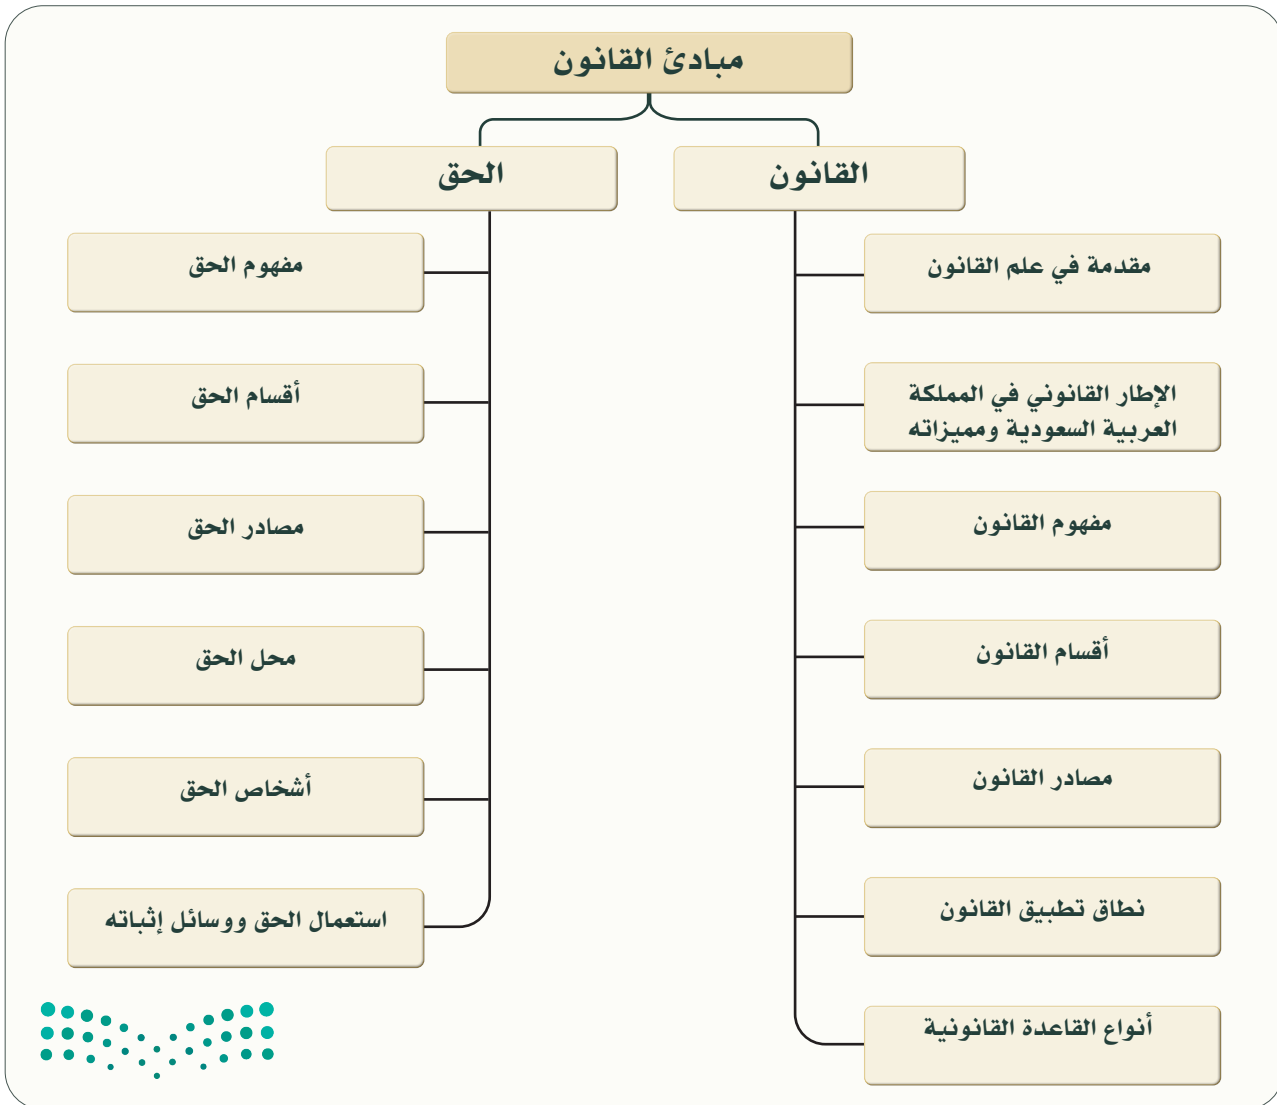 مبادئ القانون
القانون
مقدمة في علم القانون
الإطار القانوني في المملكة
العربية السعودية ومميزاته
مفهوم القانون
أقسام القانون
مصادر القانون
نطاق تطبيق القانون
أنواع القاعدة القانونية
الحق
مفهوم الحق
أقسام الحق
مصادر الحق
محل الحق
أشخاص الحق
استعمال الحق ووسائل إثباته